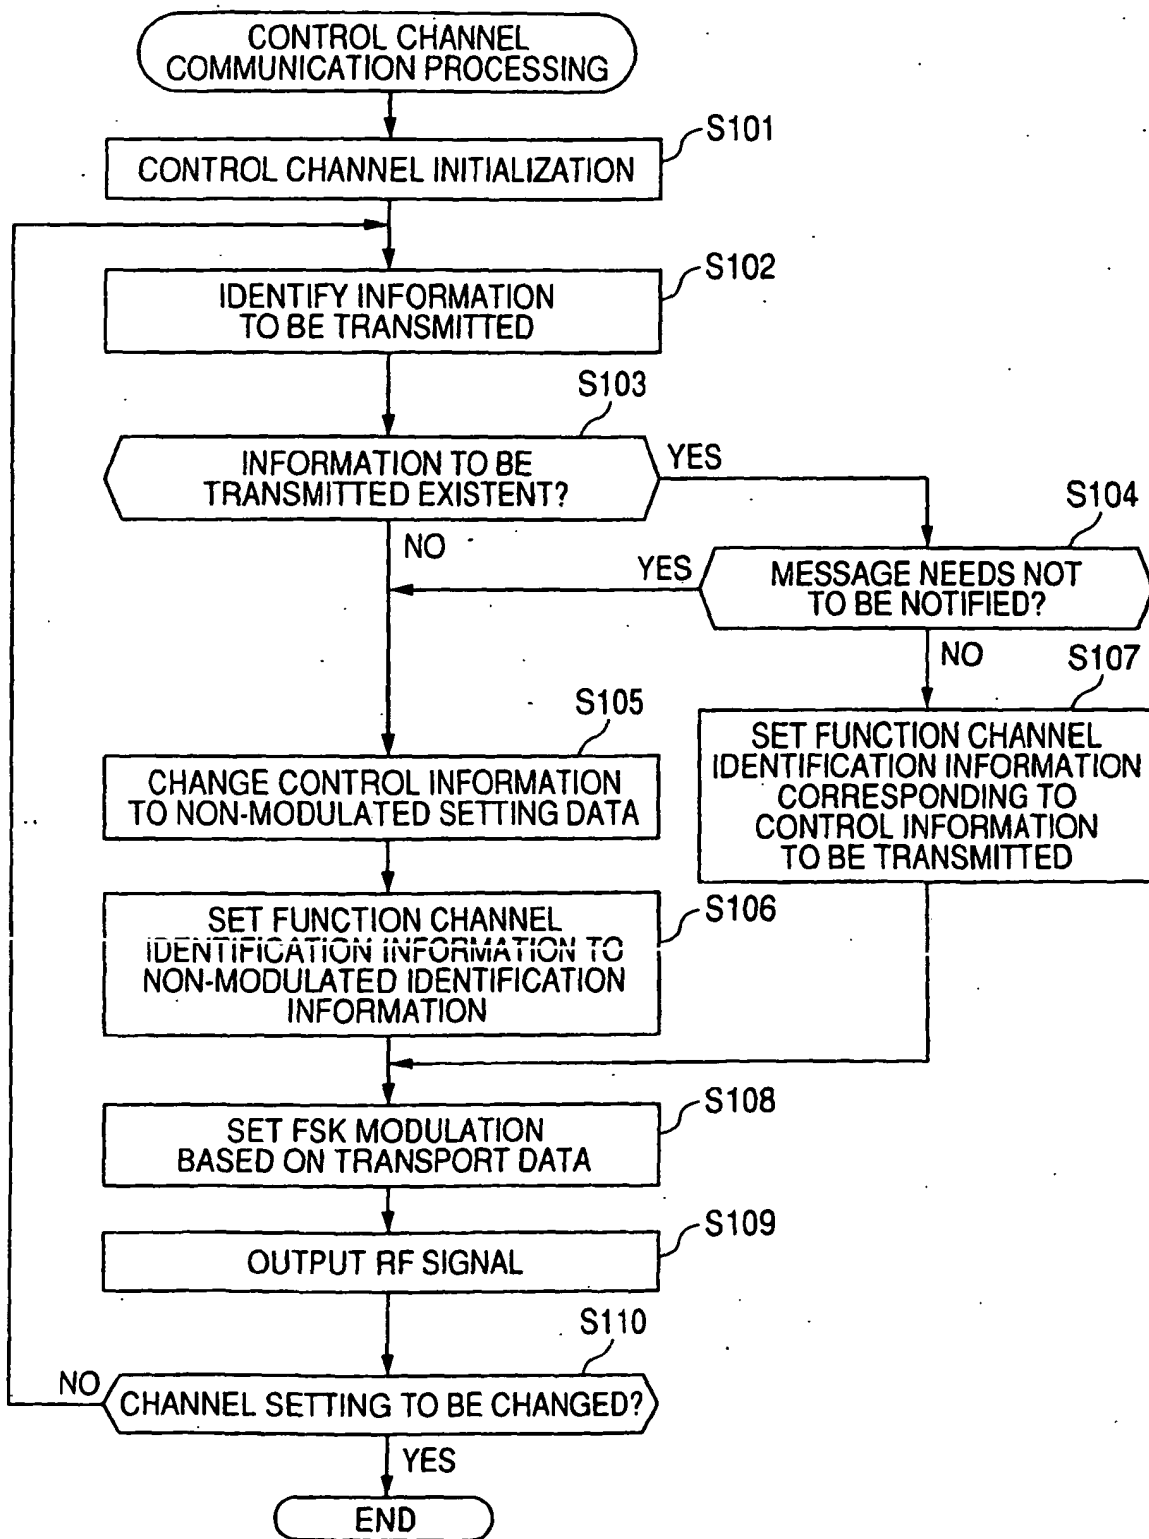 CONTROL CHANNEL
COMMUNICATION PROCESSING
S101
CONTROL CHANNEL INITIALIZATION
S102
IDENTIFY INFORMATION
TO BE TRANSMITTED
S103
INFORMATION TO BE
TRANSMITTED EXISTENT?
YES
NO
S104
MESSAGE NEEDS NOT
TO BE NOTIFIED?
YES
NO
S105
CHANGE CONTROL INFORMATION
TO NON-MODULATED SETTING DATA
S107
SET FUNCTION CHANNEL
IDENTIFICATION INFORMATION
CORRESPONDING TO
CONTROL INFORMATION
TO BE TRANSMITTED
S106
SET FUNCTION CHANNEL
IDENTIFICATION INFORMATION TO
NON-MODULATED IDENTIFICATION
INFORMATION
S108
SET FSK MODULATION
BASED ON TRANSPORT DATA
S109
OUTPUT RF SIGNAL
S110
CHANNEL SETTING TO BE CHANGED?
NO
YES
END